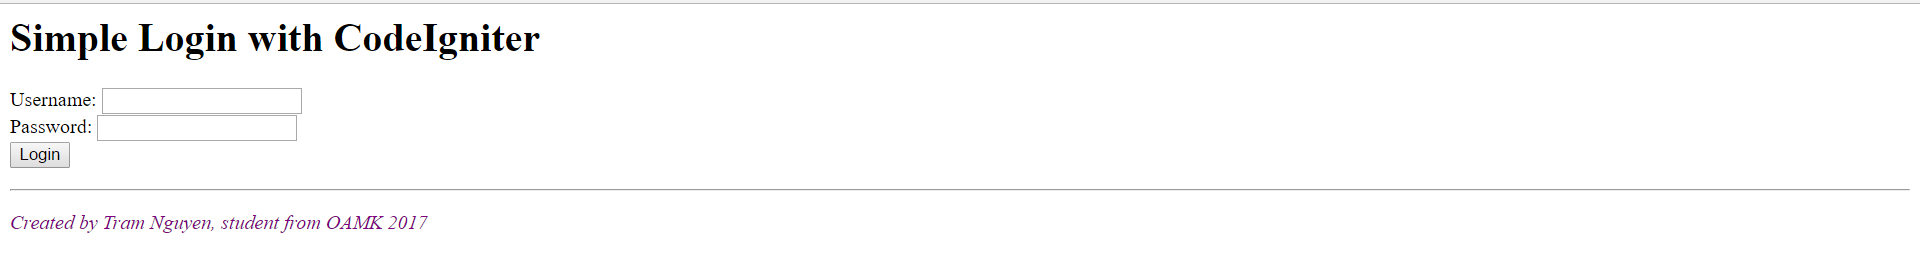 Simple Login with CodeIgniter
Username:
Password:
Login
Created by Tram Nguyen, student from OAMK 2017